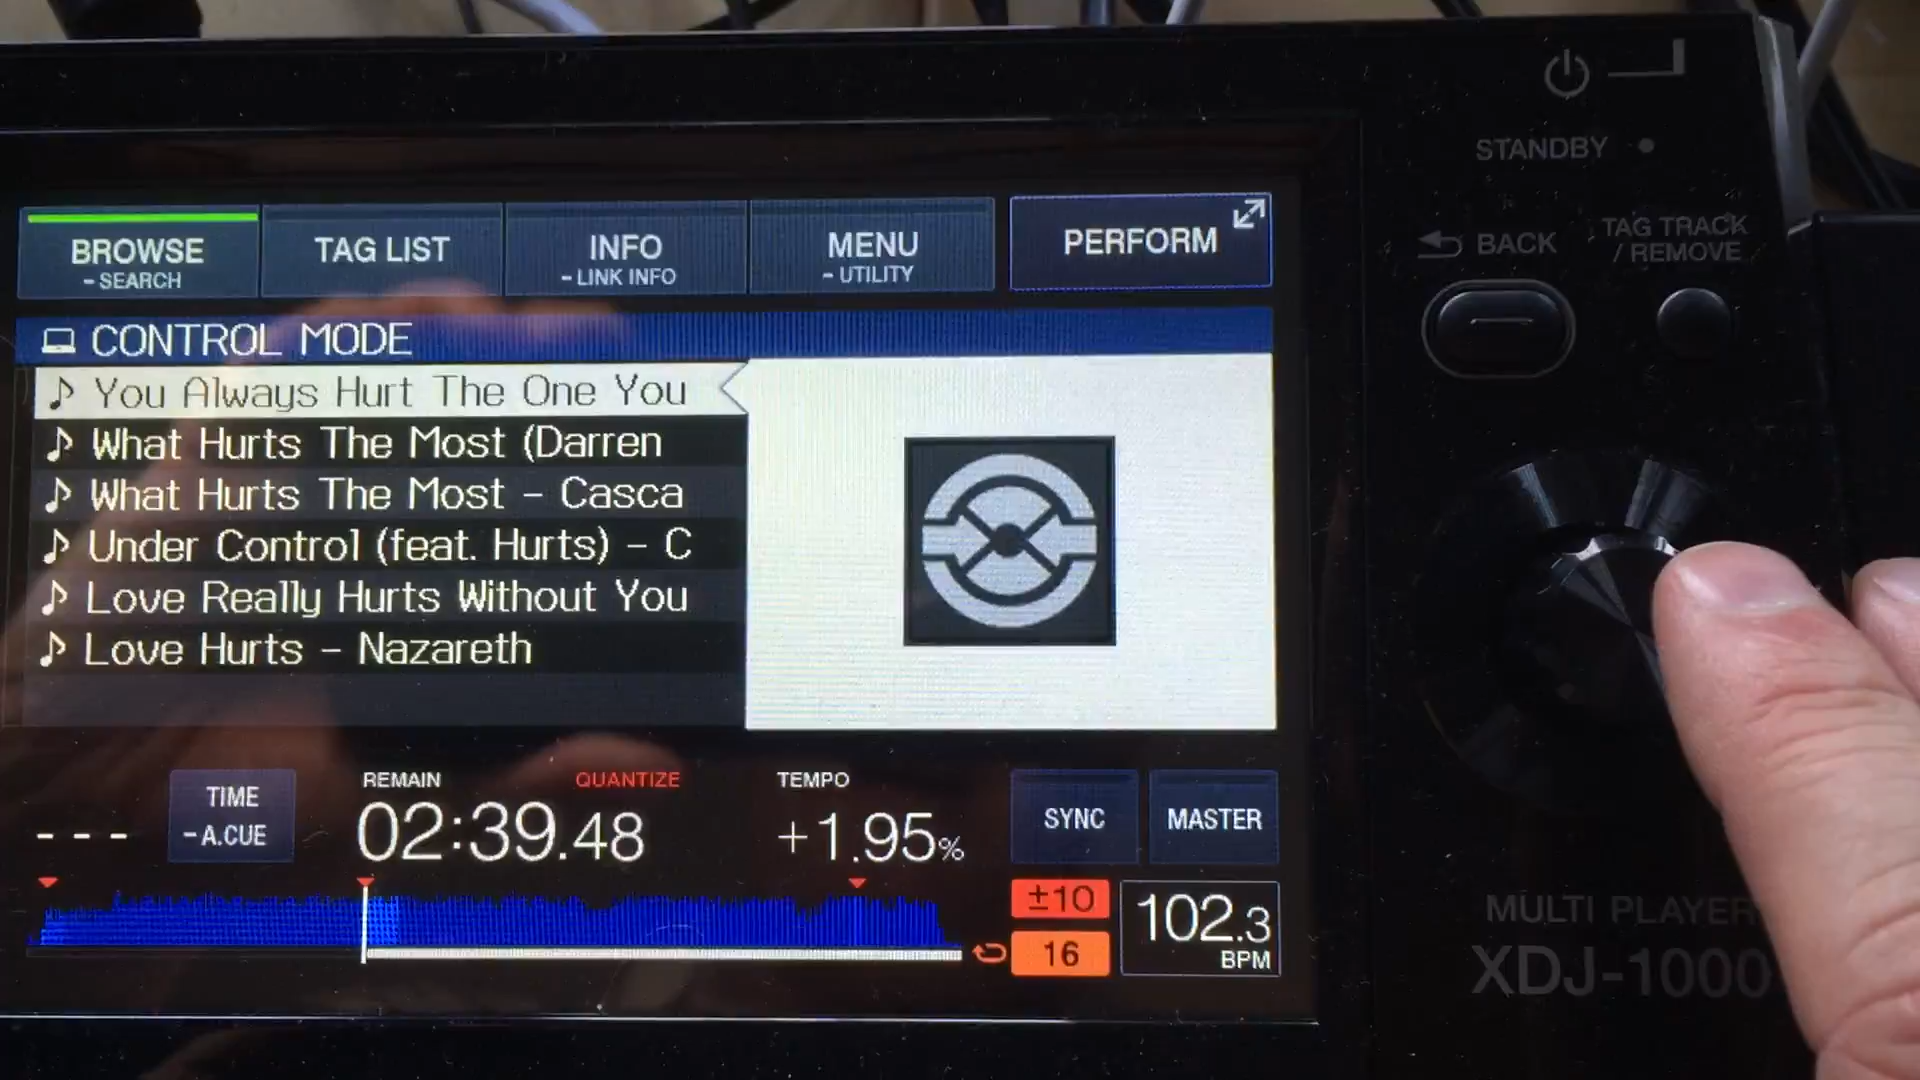 STANDBY
BACK
TAG TRACK
/ REMOVE
BROWSE
- SEARCH
TAG LIST
INFO
- LINK INFO
MENU
- UTILITY
PERFORM
CONTROL MODE
You Always Hurt The One You
What Hurts The Most (Darren
What Hurts The Most - Casca
Under Control (feat. Hurts) - C
Love Really Hurts Without You
Love Hurts - Nazareth
---
TIME
- A.CUE
REMAIN
02:39.48
QUANTIZE
TEMPO
+1.95%
SYNC
MASTER
±10
16
102.3
BPM
MULTI PLAYER
XDJ-1000